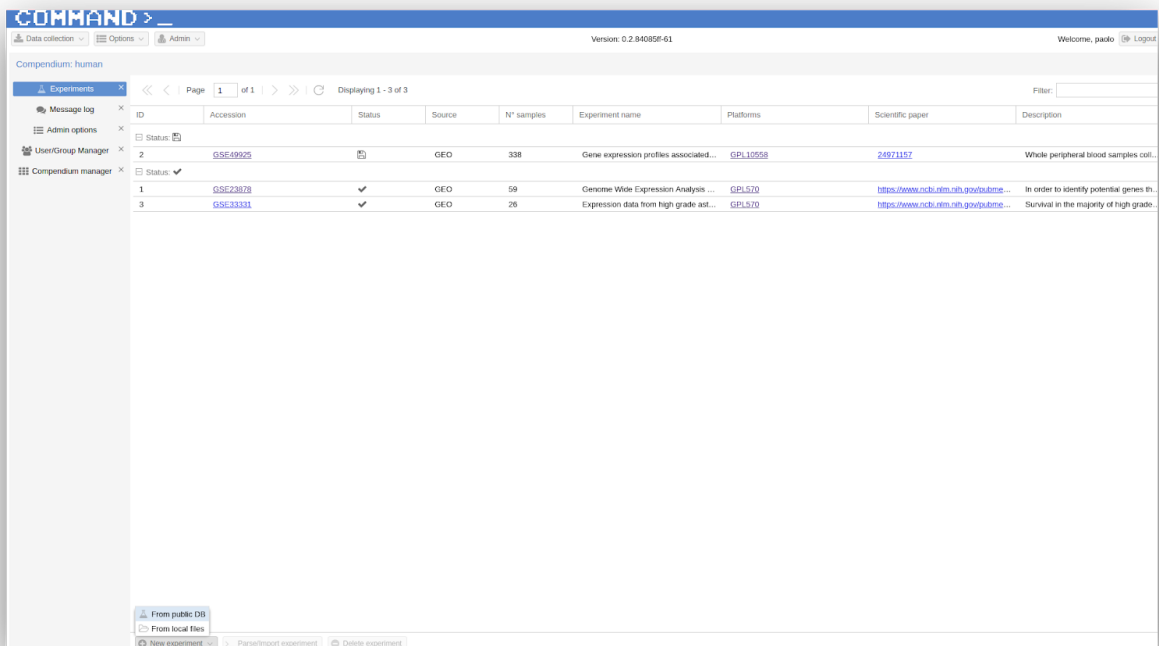 COMMAND>_
Data collection Options Admin Version: 0.2.84085ff-61 Welcome, paolo Logout
Compendium: human
Experiments
Message log
Admin options
User/Group Manager
Compendium manager
Page 1 of 1 Displaying 1 - 3 of 3 Filter:
ID Accession Status Source N° samples Experiment name Platforms Scientific paper Description
Status:
2 GSE49925 GEO 338 Gene expression profiles associated... GPL10558 24971157 Whole peripheral blood samples coll...
Status:
1 GSE23878 GEO 59 Genome Wide Expression Analysis ... GPL570 https://www.ncbi.nlm.nih.gov/pubme... In order to identify potential genes th...
3 GSE33331 GEO 26 Expression data from high grade ast... GPL570 https://www.ncbi.nlm.nih.gov/pubme... Survival in the majority of high grade...
From public DB
From local files
New experiment Parse/Import experiment Delete experiment